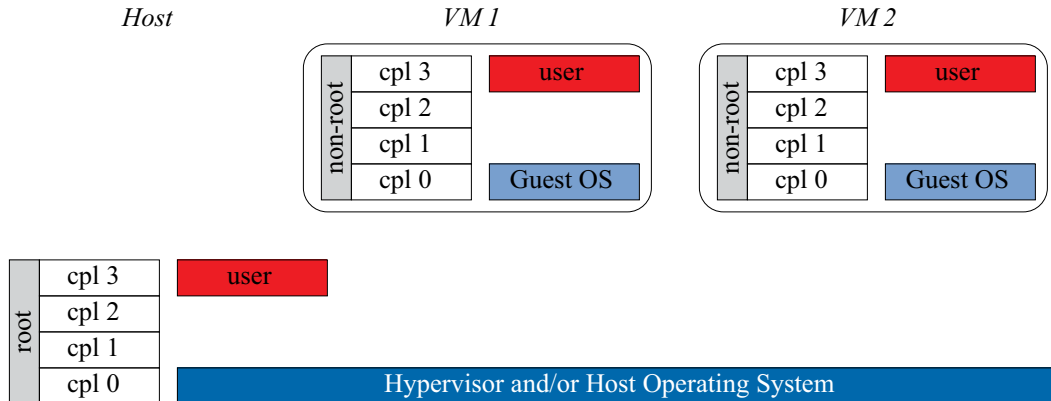 Host
VM 1
VM 2
non-root
cpl 3
user
cpl 2
cpl 1
cpl 0
Guest OS
non-root
cpl 3
user
cpl 2
cpl 1
cpl 0
Guest OS
root
cpl 3
user
cpl 2
cpl 1
cpl 0
Hypervisor and/or Host Operating System